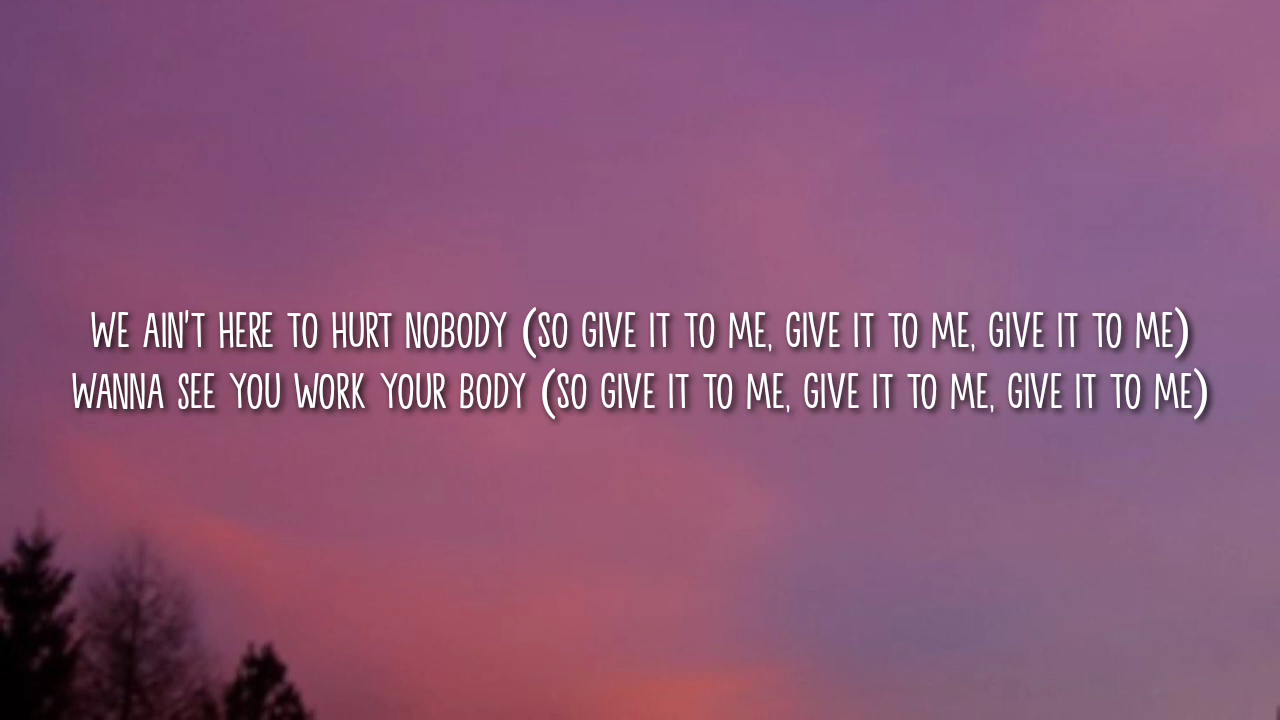 WE AIN'T HERE TO HURT NOBODY (SO GIVE IT TO ME, GIVE IT TO ME, GIVE IT TO ME)
WANNA SEE YOU WORK YOUR BODY (SO GIVE IT TO ME, GIVE IT TO ME, GIVE IT TO ME)